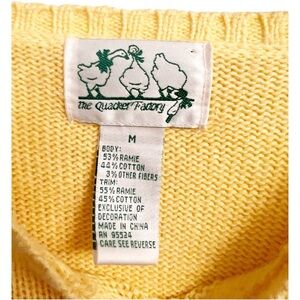 the Quacker Factory
M
BODY:
53% RAMIE
44% COTTON
3% OTHER FIBERS
TRIM:
55% RAMIE
45% COTTON
EXCLUSIVE OF
DECORATION
MADE IN CHINA
RN 95524
CARE SEE REVERSE